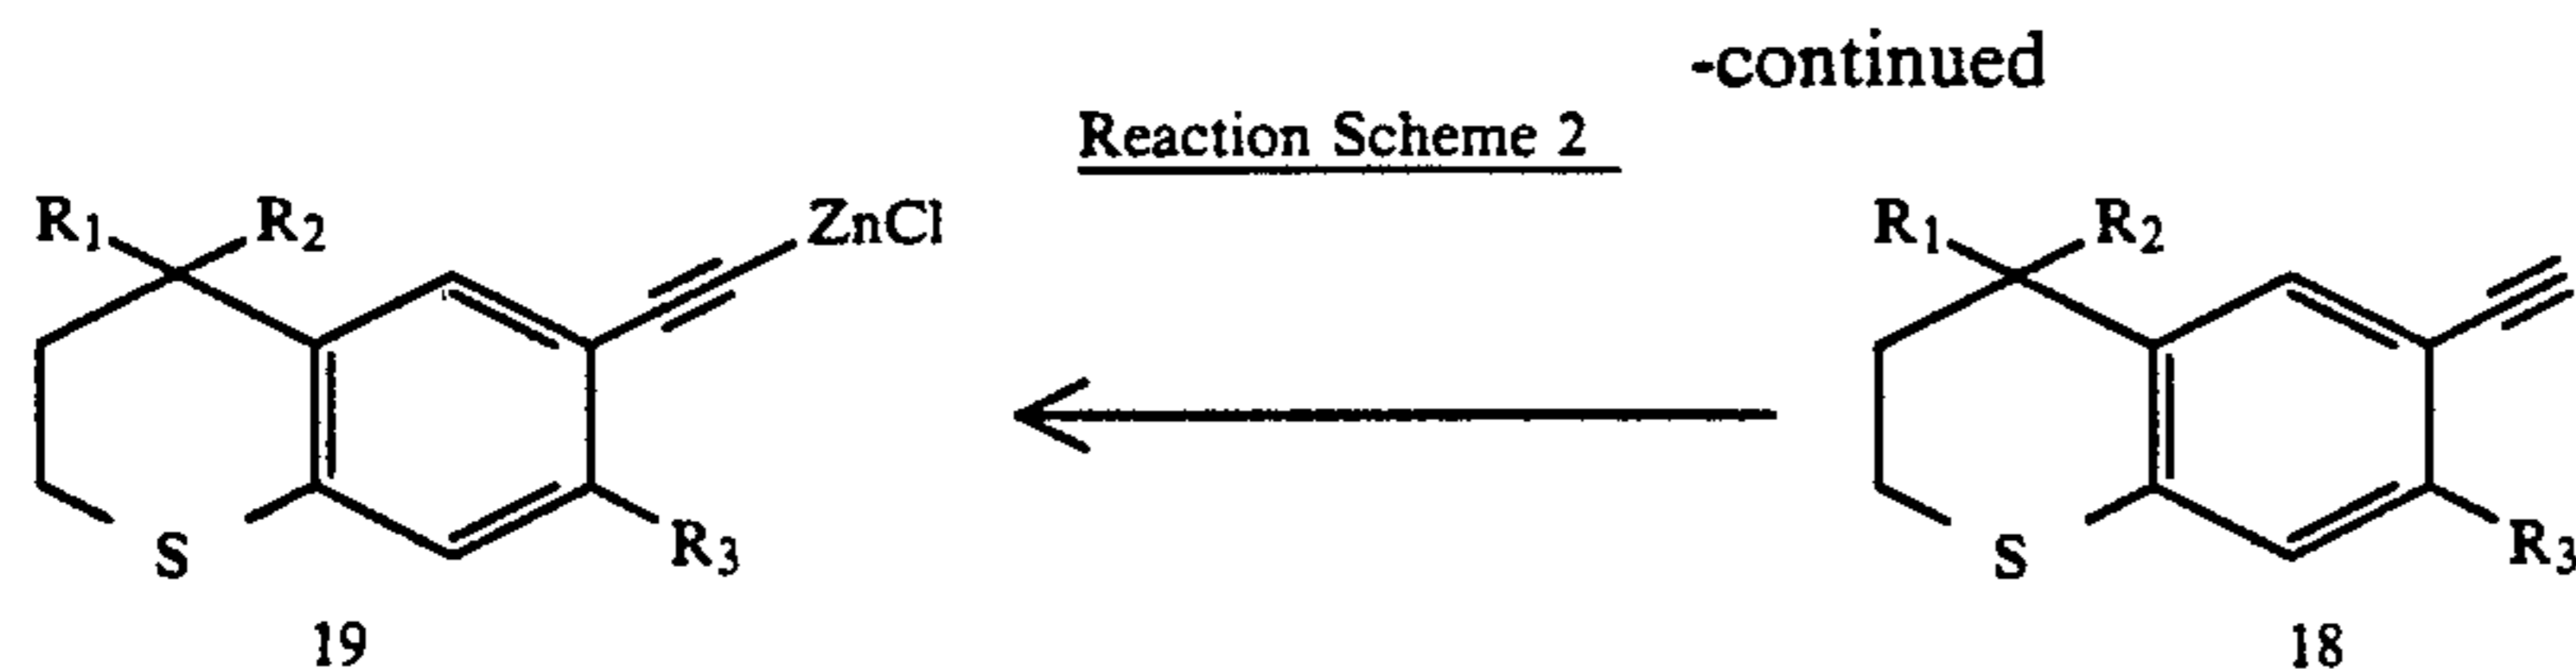 -continued
Reaction Scheme 2
R1 R2 ZnCl
R1 R2
S R3
S R3
19
18